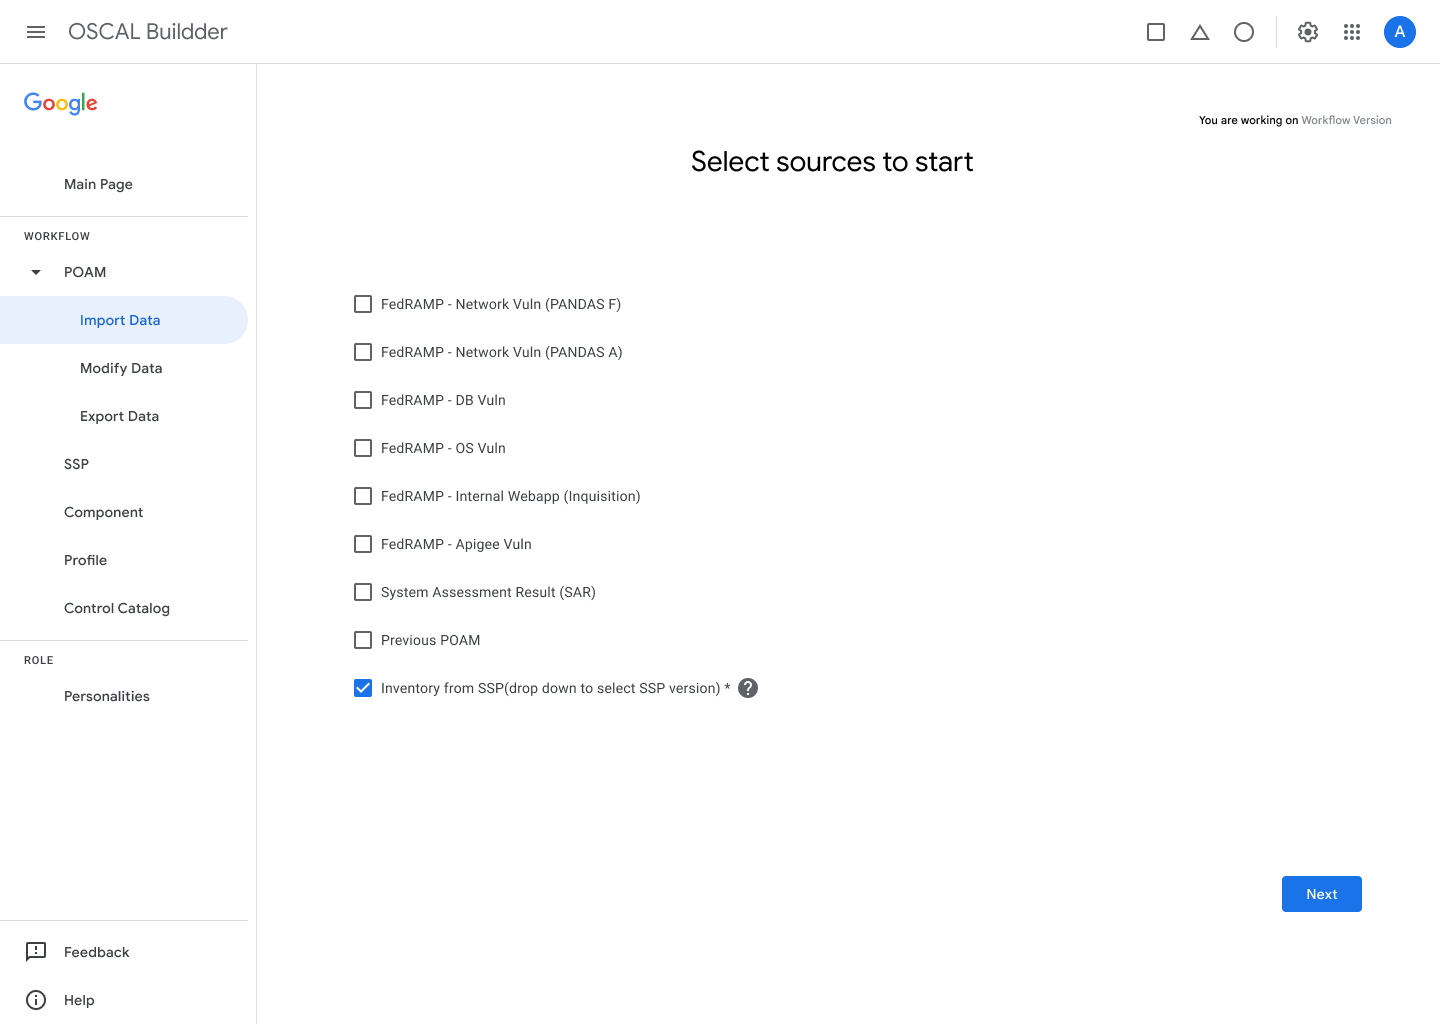 OSCAL Buildder
A
Google
You are working on Workflow Version
Select sources to start
Main Page
WORKFLOW
POAM
Import Data
Modify Data
Export Data
SSP
Component
Profile
Control Catalog
ROLE
Personalities
FedRAMP - Network Vuln (PANDAS F)
FedRAMP - Network Vuln (PANDAS A)
FedRAMP - DB Vuln
FedRAMP - OS Vuln
FedRAMP - Internal Webapp (Inquisition)
FedRAMP - Apigee Vuln
System Assessment Result (SAR)
Previous POAM
Inventory from SSP(drop down to select SSP version) *
Next
Feedback
Help